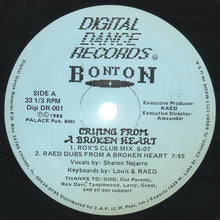 DIGITAL
DANCE
RECORDS
BONTON
SIDE A
33 1/3 RPM
Digi DR-001
©1988
PALACE Pub. BMI
Executive Producer:
RAED
Executive Director:
Alexander
CRYING FROM
A BROKEN HEART
1. ROX'S CLUB MIX
2. RAED DUBS FROM A BROKEN HEART 7:55
Vocals by: Sharon Najarro
Keyboards by: Louis & RAED
THANKS TO: GOD, Our Parents,
Rox Dan, Tanglewood, Larry, Grant,
and all our support